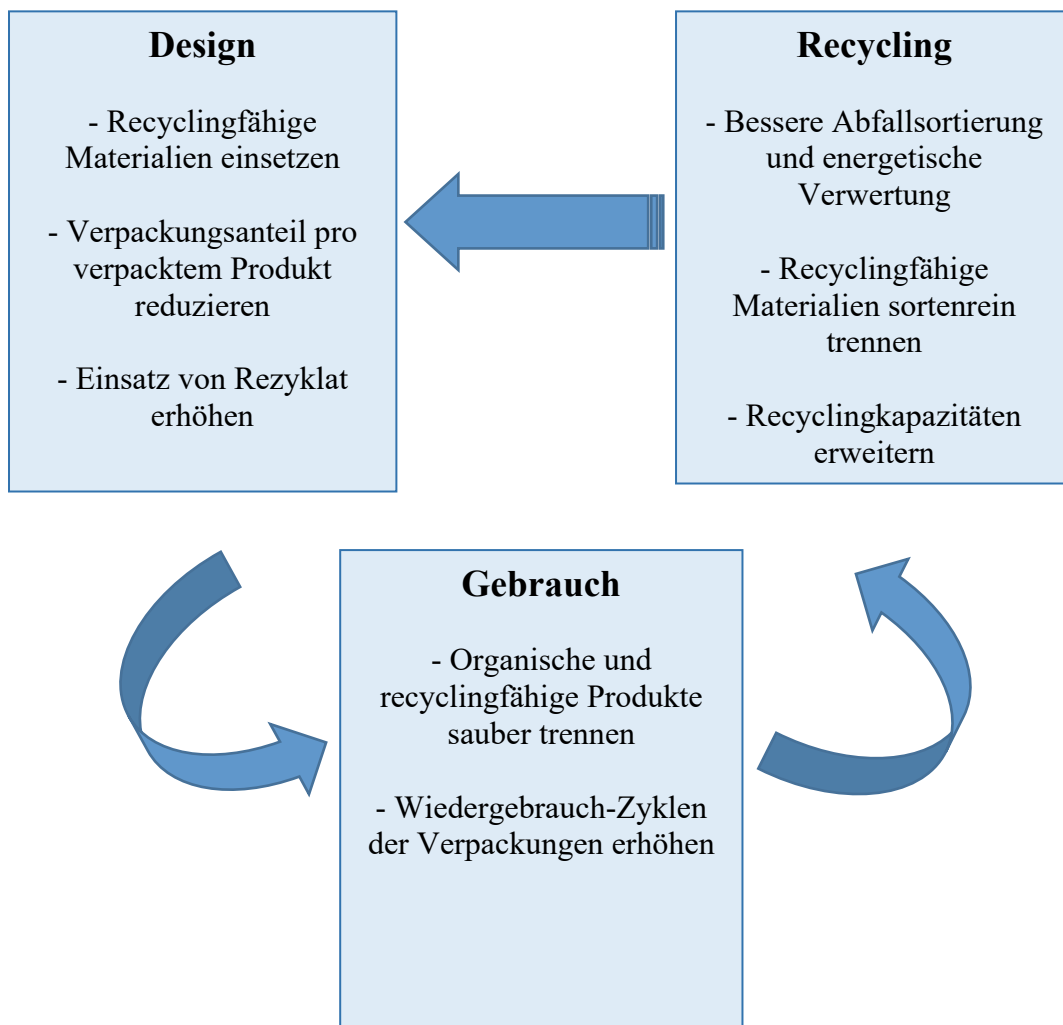 Design
- Recyclingfähige
Materialien einsetzen
- Verpackungsanteil pro
verpacktem Produkt
reduzieren
- Einsatz von Rezyklat
erhöhen
Recycling
- Bessere Abfallsortierung
und energetische
Verwertung
- Recyclingfähige
Materialien sortenrein
trennen
- Recyclingkapazitäten
erweitern
Gebrauch
- Organische und
recyclingfähige Produkte
sauber trennen
- Wiedergebrauch-Zyklen
der Verpackungen erhöhen